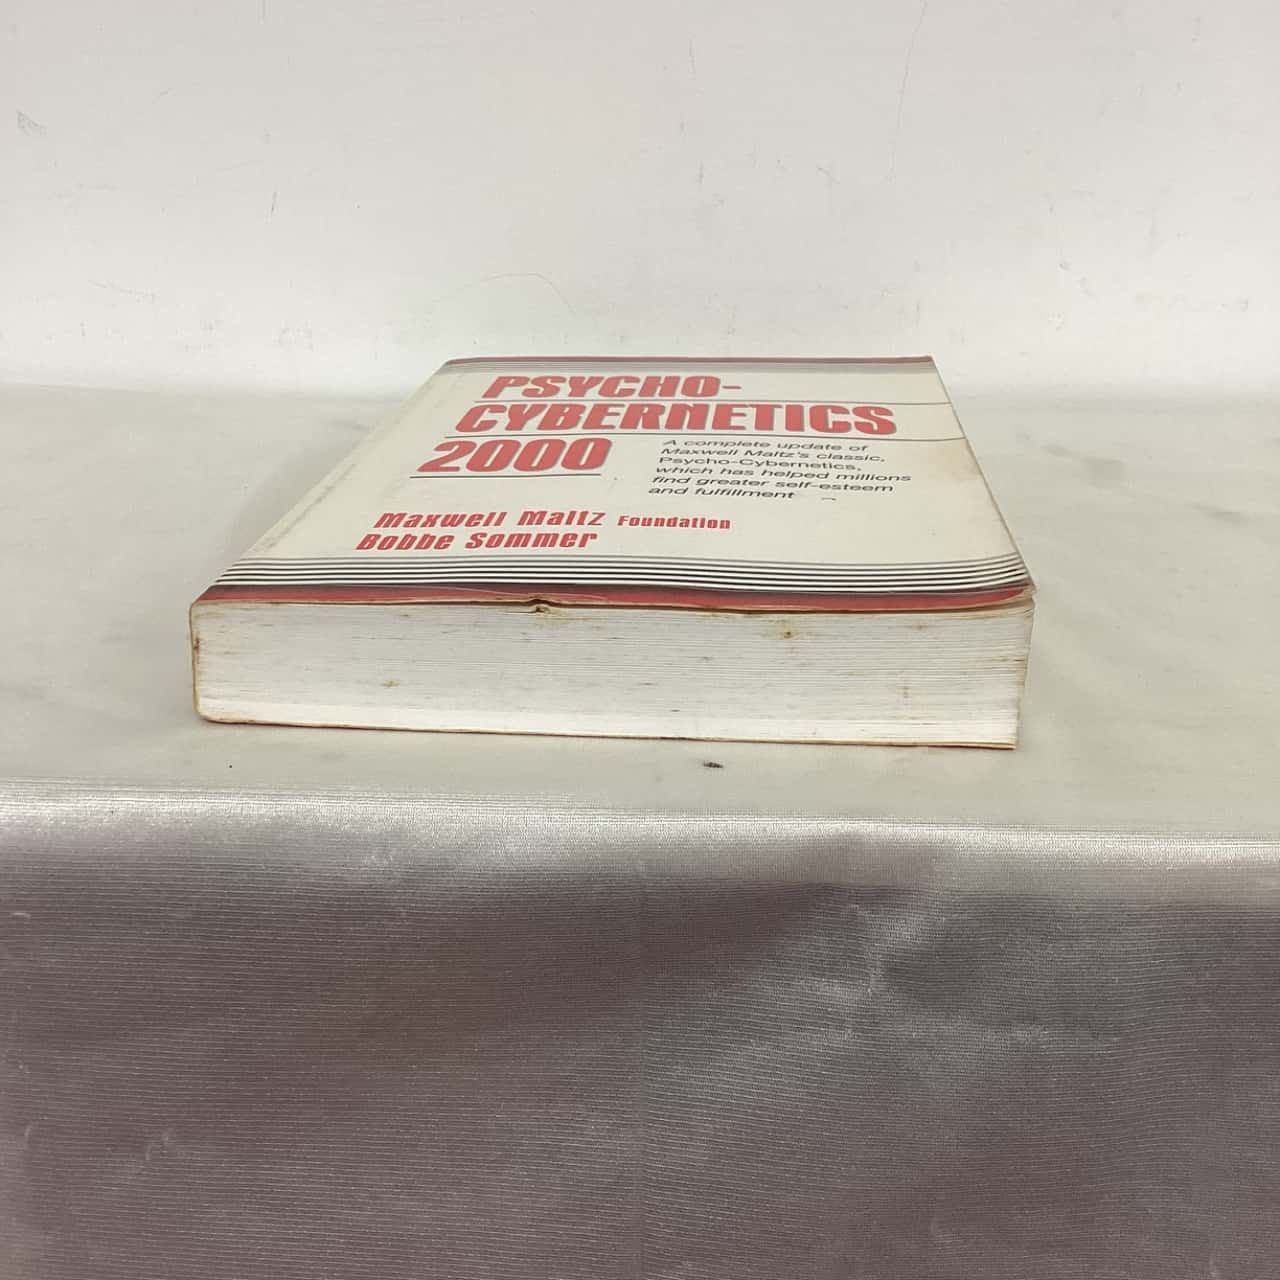 PSYCHO-
CYBERNETICS
2000
A complete update of
Maxwell Maltz's classic,
Psycho-Cybernetics,
which has helped millions
find greater self-esteem
and fulfillment
Maxwell Maltz Foundation
Bobbe Sommer